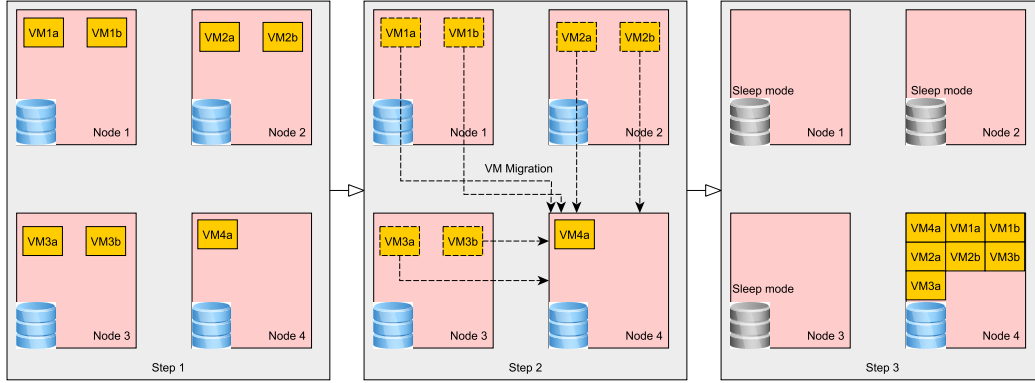 VM1a VM1b
VM2a VM2b
Node 1
Node 2
VM3a VM3b
VM4a
Node 3
Node 4
Step 1
VM1a VM1b
VM2a VM2b
Node 1
Node 2
VM Migration
VM3a VM3b
VM4a
Node 3
Node 4
Step 2
Sleep mode
Node 1
Sleep mode
Node 2
Sleep mode
Node 3
VM4a VM1a VM1b
VM2a VM2b VM3b
VM3a
Node 4
Step 3